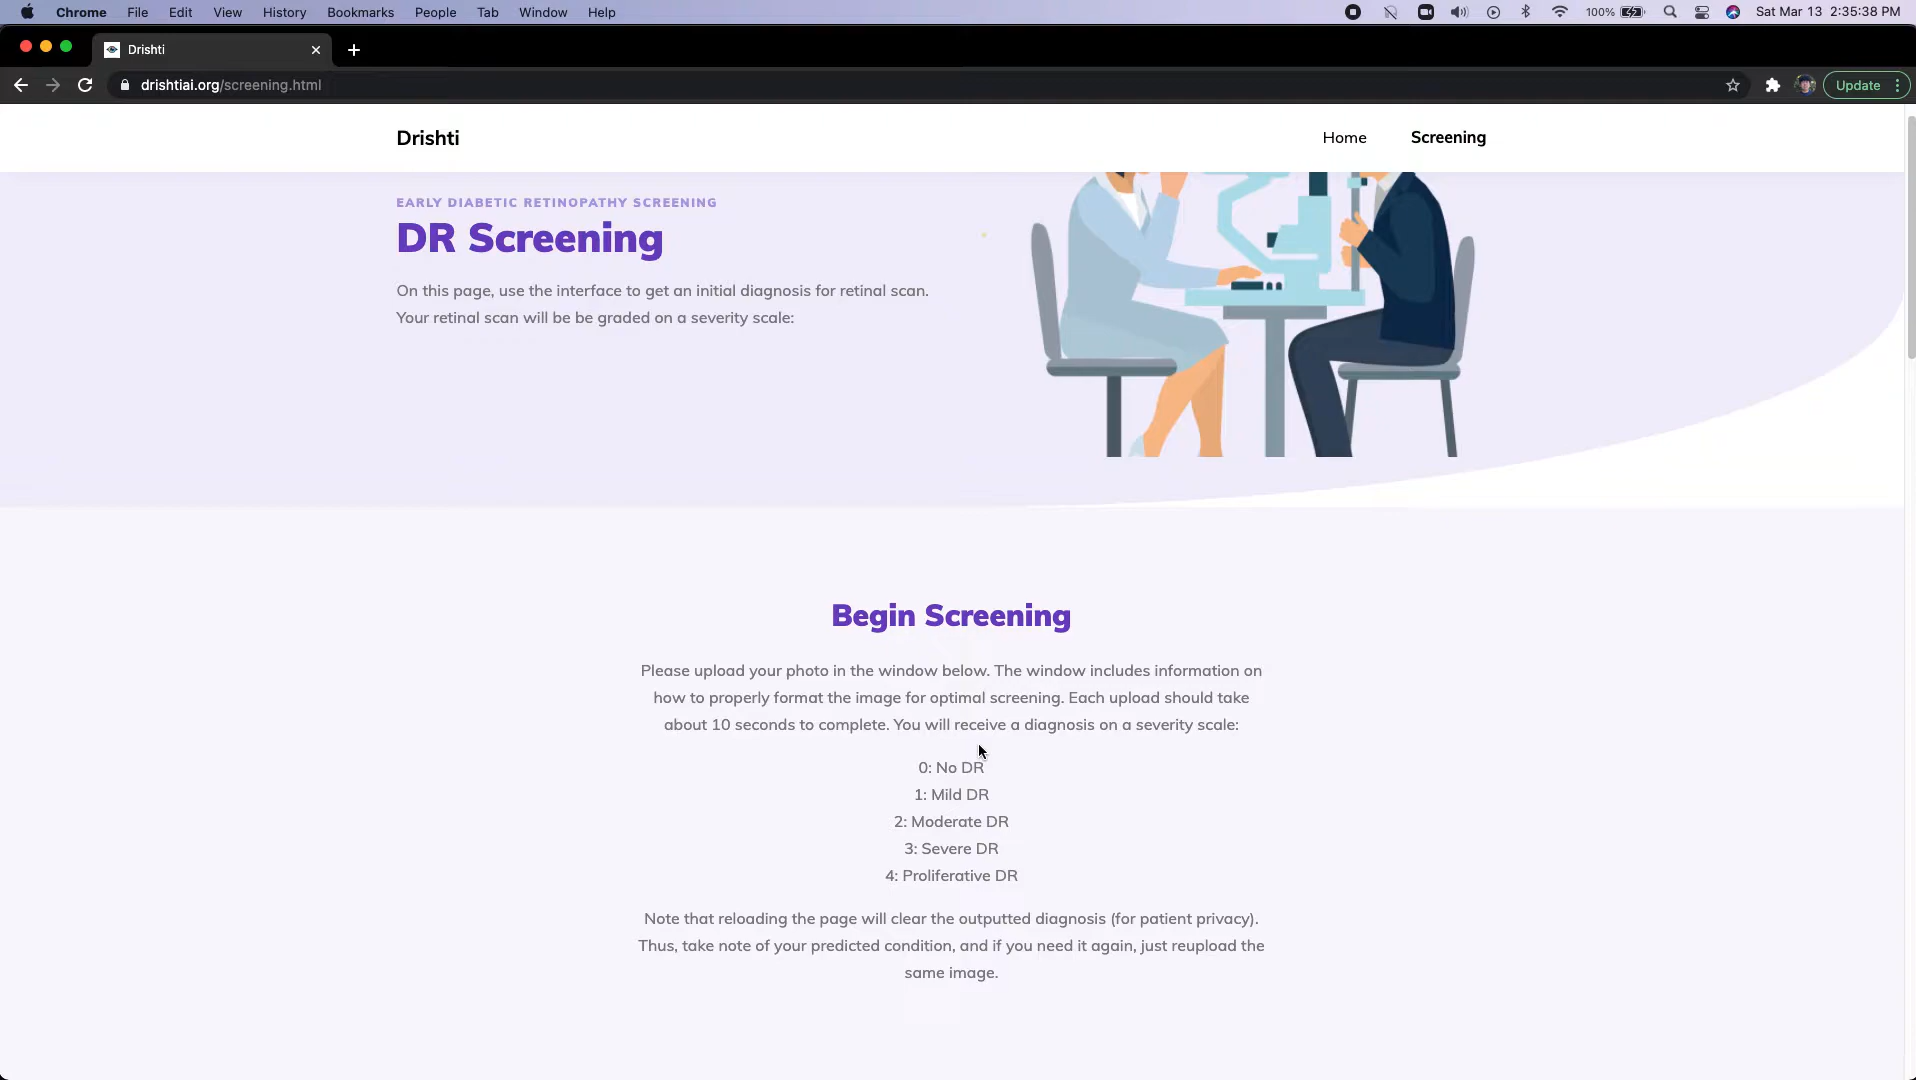 Chrome File Edit View History Bookmarks People Tab Window Help 100% Sat Mar 13 2:35:38 PM
Drishti
drishtiai.org/screening.html Update
Drishti Home Screening
EARLY DIABETIC RETINOPATHY SCREENING
DR Screening
On this page, use the interface to get an initial diagnosis for retinal scan.
Your retinal scan will be be graded on a severity scale:
Begin Screening
Please upload your photo in the window below. The window includes information on
how to properly format the image for optimal screening. Each upload should take
about 10 seconds to complete. You will receive a diagnosis on a severity scale:
0: No DR
1: Mild DR
2: Moderate DR
3: Severe DR
4: Proliferative DR
Note that reloading the page will clear the outputted diagnosis (for patient privacy).
Thus, take note of your predicted condition, and if you need it again, just reupload the
same image.